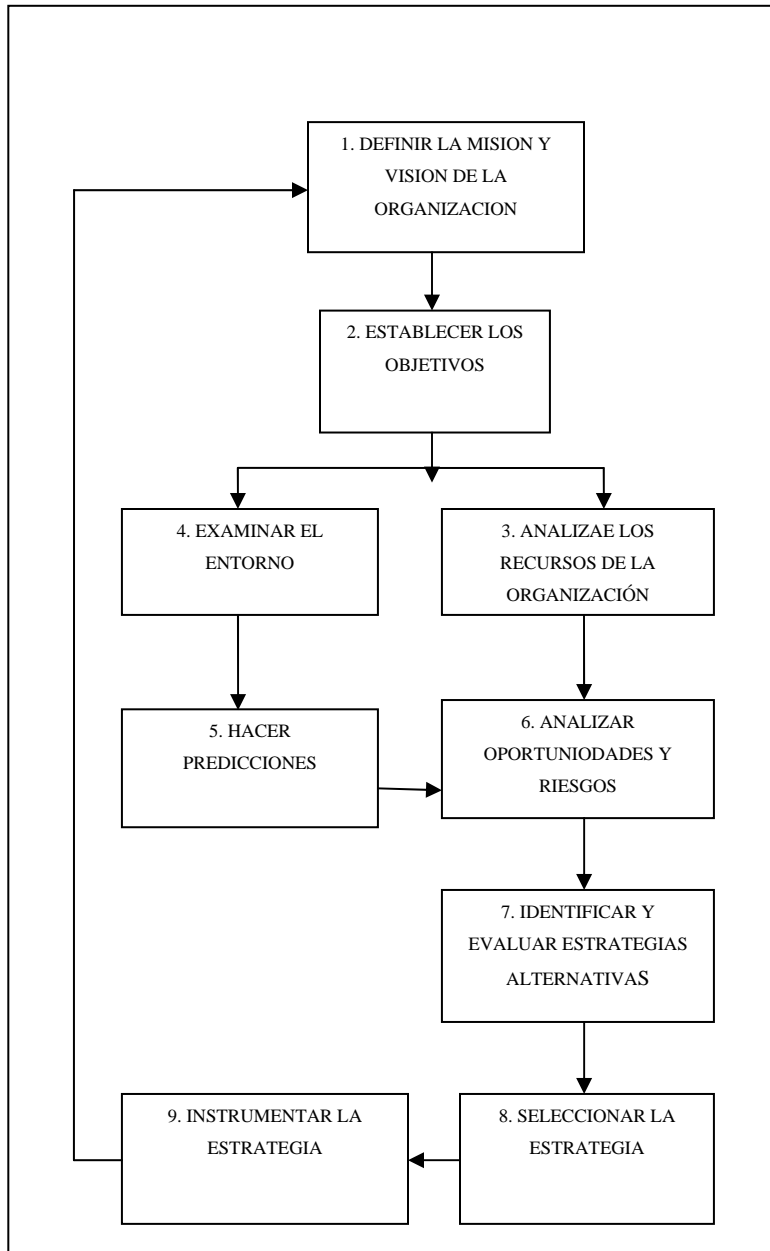 1. DEFINIR LA MISION Y
VISION DE LA
ORGANIZACION
2. ESTABLECER LOS
OBJETIVOS
4. EXAMINAR EL
ENTORNO
3. ANALIZAE LOS
RECURSOS DE LA
ORGANIZACIÓN
5. HACER
PREDICCIONES
6. ANALIZAR
OPORTUNIODADES Y
RIESGOS
7. IDENTIFICAR Y
EVALUAR ESTRATEGIAS
ALTERNATIVAS
9. INSTRUMENTAR LA
ESTRATEGIA
8. SELECCIONAR LA
ESTRATEGIA